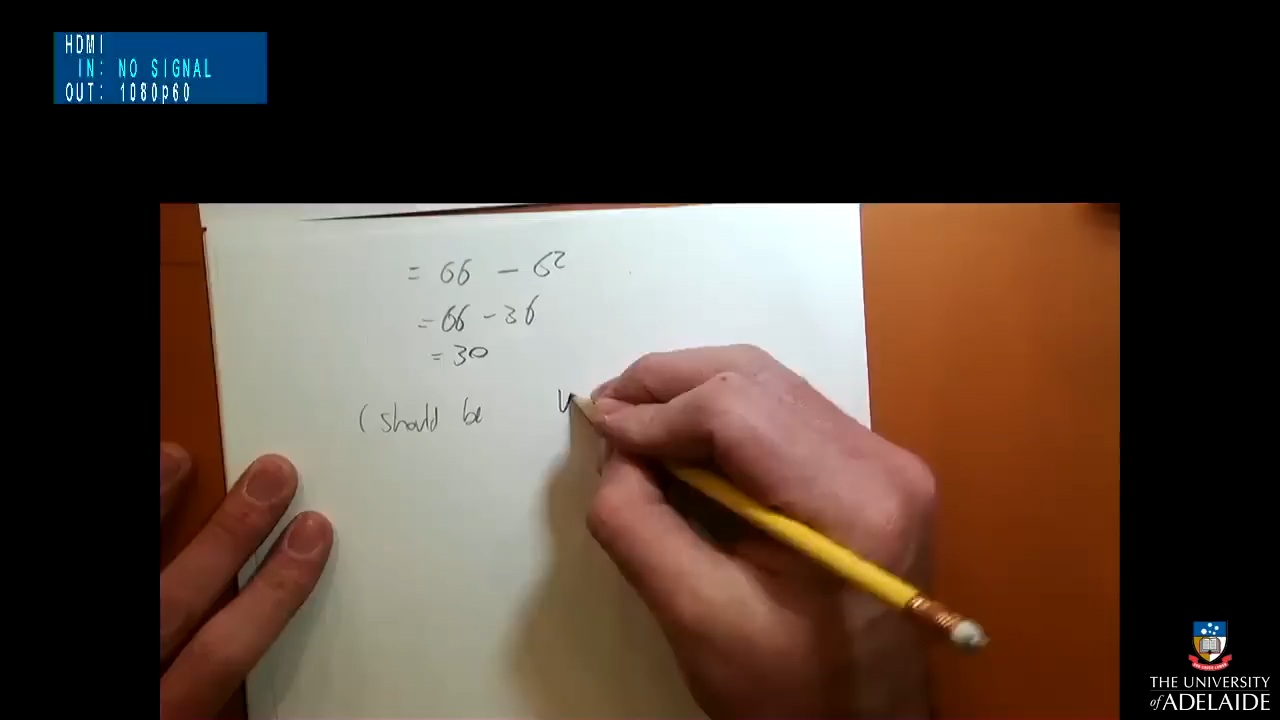 HDMI
IN: NO SIGNAL
OUT: 1080p60
= 66 - 6²
= 66 - 36
= 30
( should be
THE UNIVERSITY
of ADELAIDE